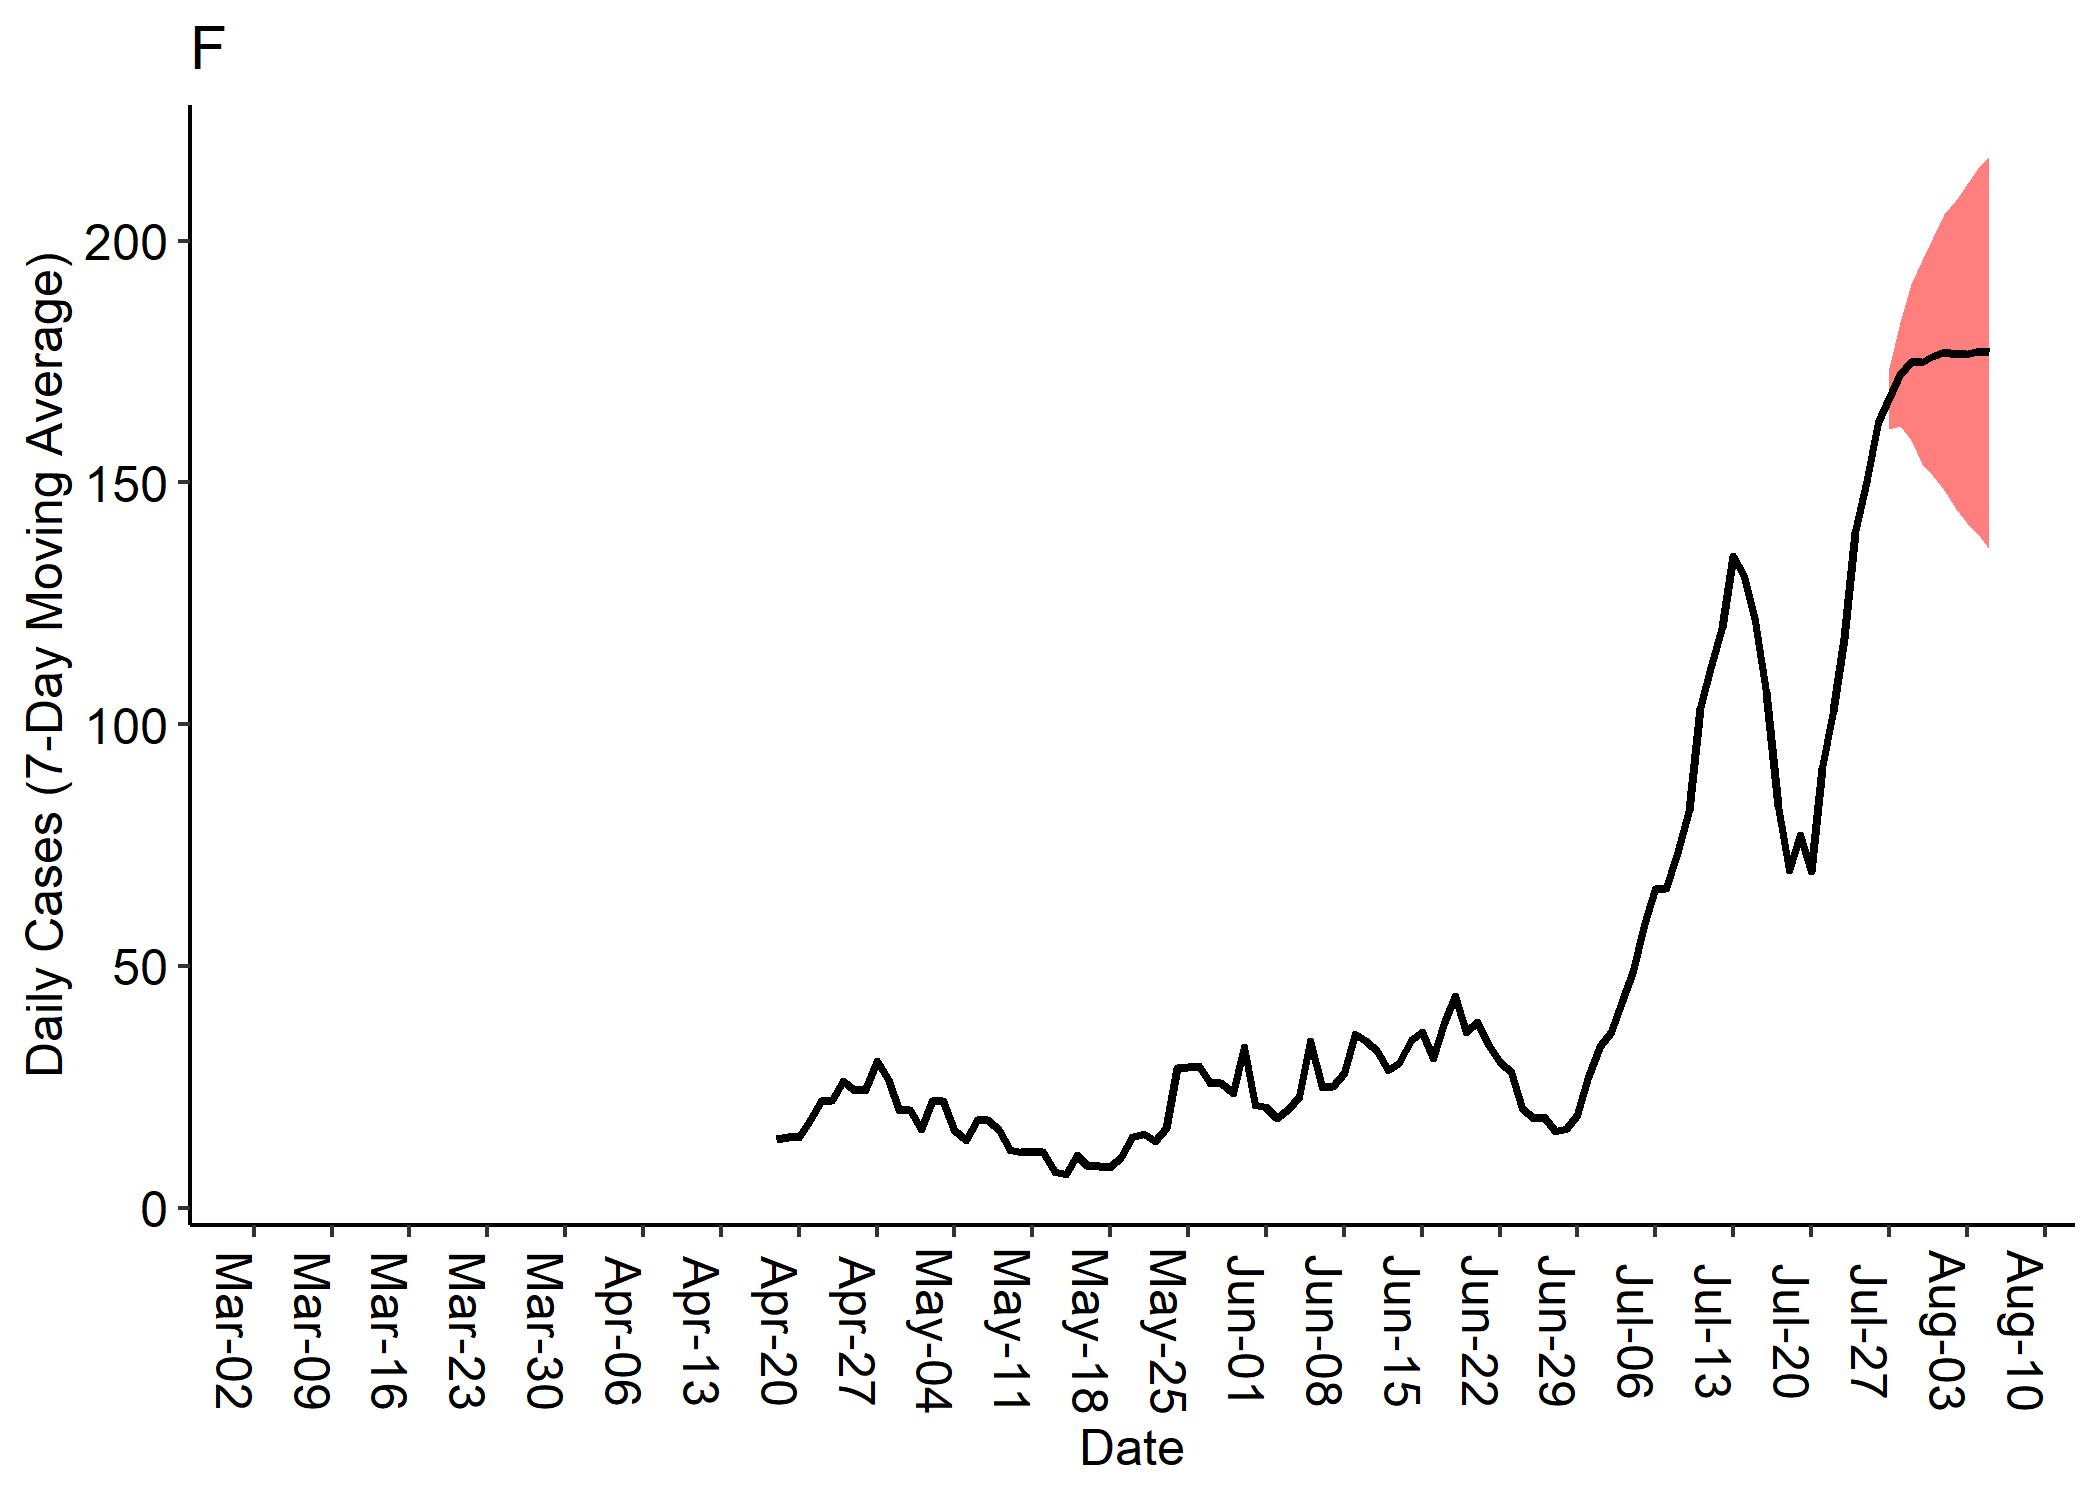 F
Daily Cases (7-Day Moving Average)
200
150
100
50
0
Mar-02
Mar-09
Mar-16
Mar-23
Mar-30
Apr-06
Apr-13
Apr-20
Apr-27
May-04
May-11
May-18
May-25
Jun-01
Jun-08
Jun-15
Jun-22
Jun-29
Jul-06
Jul-13
Jul-20
Jul-27
Aug-03
Aug-10
Date